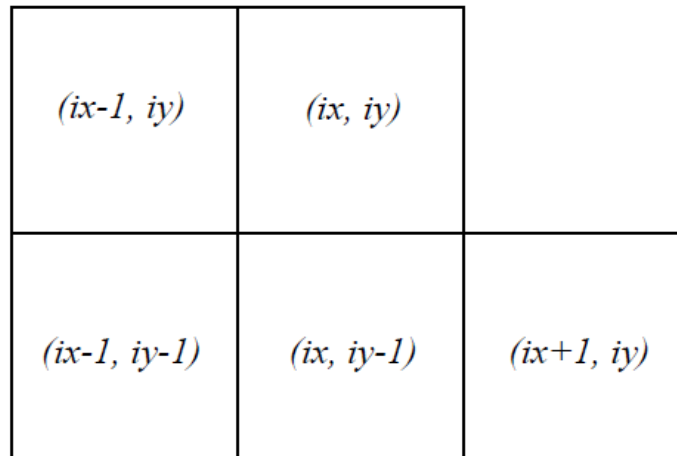 (ix-1, iy) (ix, iy)
(ix-1, iy-1) (ix, iy-1) (ix+1, iy)